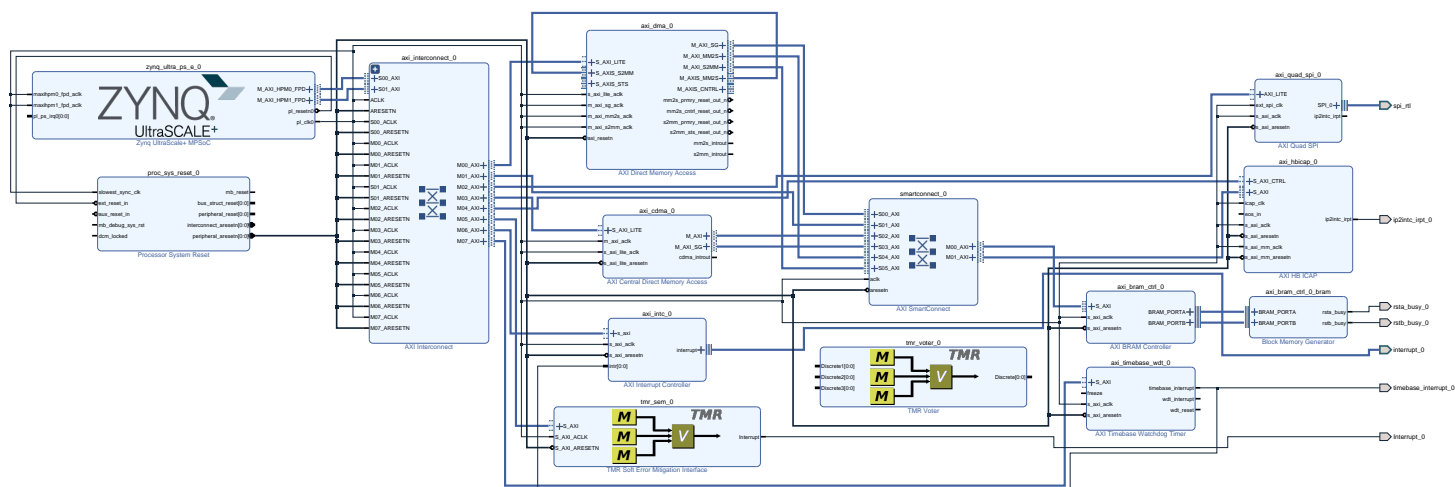 zynq_ultra_ps_e_0
maxihpm0_fpd_aclk
maxihpm1_fpd_aclk
pl_ps_irq0[0:0]
ZYNQ
UltraSCALE+
M_AXI_HPM0_FPD
M_AXI_HPM1_FPD
pl_resetn0
pl_clk0
Zynq UltraScale+ MPSoC
proc_sys_reset_0
slowest_sync_clk
ext_reset_in
aux_reset_in
mb_debug_sys_rst
dcm_locked
mb_reset
bus_struct_reset[0:0]
peripheral_reset[0:0]
interconnect_aresetn[0:0]
peripheral_aresetn[0:0]
Processor System Reset
axi_interconnect_0
S00_AXI
S01_AXI
ACLK
ARESETN
S00_ACLK
S00_ARESETN
M00_ACLK
M00_ARESETN
M01_ACLK
M01_ARESETN
S01_ACLK
S01_ARESETN
M02_ACLK
M02_ARESETN
M03_ACLK
M03_ARESETN
M04_ACLK
M04_ARESETN
M05_ACLK
M05_ARESETN
M06_ACLK
M06_ARESETN
M07_ACLK
M07_ARESETN
M00_AXI
M01_AXI
M02_AXI
M03_AXI
M04_AXI
M05_AXI
M06_AXI
M07_AXI
AXI Interconnect
axi_dma_0
S_AXI_LITE
S_AXIS_S2MM
S_AXIS_STS
s_axi_lite_aclk
m_axi_sg_aclk
m_axi_mm2s_aclk
m_axi_s2mm_aclk
axi_resetn
M_AXI_SG
M_AXI_MM2S
M_AXI_S2MM
M_AXIS_MM2S
M_AXIS_CNTRL
mm2s_prmry_reset_out_n
mm2s_cntrl_reset_out_n
s2mm_prmry_reset_out_n
s2mm_sts_reset_out_n
mm2s_introut
s2mm_introut
AXI Direct Memory Access
axi_cdma_0
S_AXI_LITE
m_axi_aclk
s_axi_lite_aclk
s_axi_lite_aresetn
M_AXI
M_AXI_SG
cdma_introut
AXI Central Direct Memory Access
axi_intc_0
s_axi
s_axi_aclk
s_axi_aresetn
intr[0:0]
interrupt
AXI Interrupt Controller
tmr_sem_0
S_AXI
S_AXI_ACLK
S_AXI_ARESETN
M
M
M
V
TMR
Interrupt
TMR Soft Error Mitigation Interface
smartconnect_0
S00_AXI
S01_AXI
S02_AXI
S03_AXI
S04_AXI
S05_AXI
aclk
aresetn
M00_AXI
M01_AXI
AXI SmartConnect
tmr_voter_0
Discrete1[0:0]
Discrete2[0:0]
Discrete3[0:0]
M
M
M
V
TMR
Discrete[0:0]
TMR Voter
axi_quad_spi_0
AXI_LITE
ext_spi_clk
s_axi_aclk
s_axi_aresetn
SPI_0
ip2intc_irpt
AXI Quad SPI
axi_hbicap_0
S_AXI_CTRL
S_AXI
icap_clk
eos_in
s_axi_aclk
s_axi_aresetn
s_axi_mm_aclk
s_axi_mm_aresetn
ip2intc_irpt
AXI HB ICAP
axi_bram_ctrl_0
S_AXI
s_axi_aclk
s_axi_aresetn
BRAM_PORTA
BRAM_PORTB
AXI BRAM Controller
axi_bram_ctrl_0_bram
BRAM_PORTA
BRAM_PORTB
rsta_busy
rstb_busy
Block Memory Generator
axi_timebase_wdt_0
S_AXI
freeze
s_axi_aclk
s_axi_aresetn
timebase_interrupt
wdt_interrupt
wdt_reset
AXI Timebase Watchdog Timer
spi_rtl
ip2intc_irpt_0
rsta_busy_0
rstb_busy_0
interrupt_0
timebase_interrupt_0
Interrupt_0